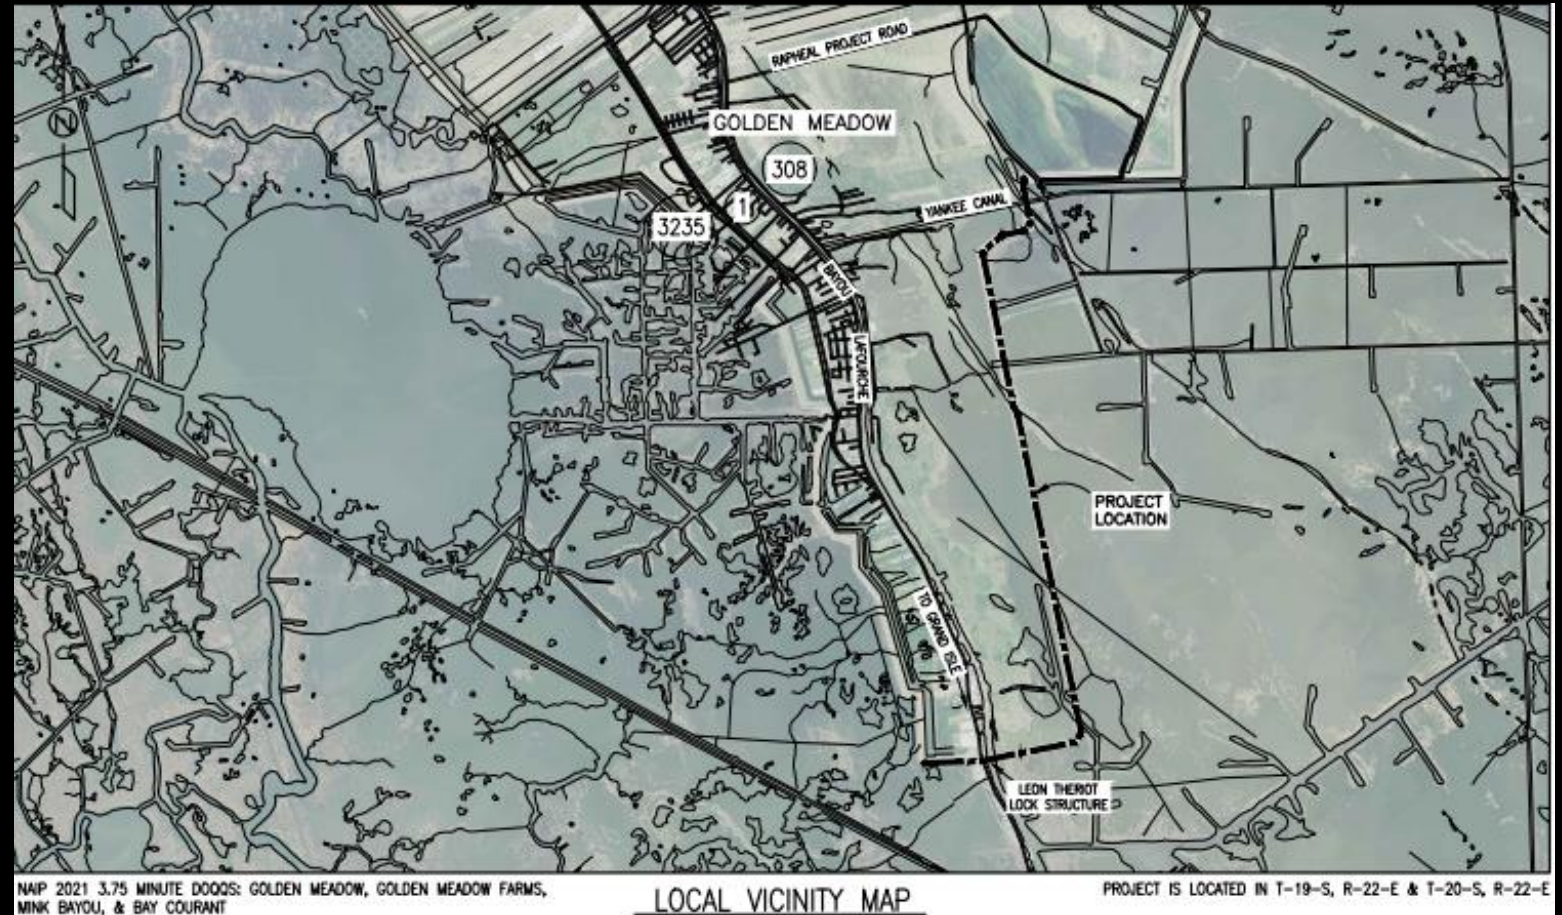 RAPHEAL PROJECT ROAD
GOLDEN MEADOW
308
1
3235
YANKEE CANAL
BAYOU
LAFOURCHE
PROJECT
LOCATION
TO GRAND ISLE
LEON THERIOT
LOCK STRUCTURE
N
NAIP 2021 3.75 MINUTE DOQQS: GOLDEN MEADOW, GOLDEN MEADOW FARMS,
MINK BAYOU, & BAY COURANT
LOCAL VICINITY MAP
PROJECT IS LOCATED IN T-19-S, R-22-E & T-20-S, R-22-E